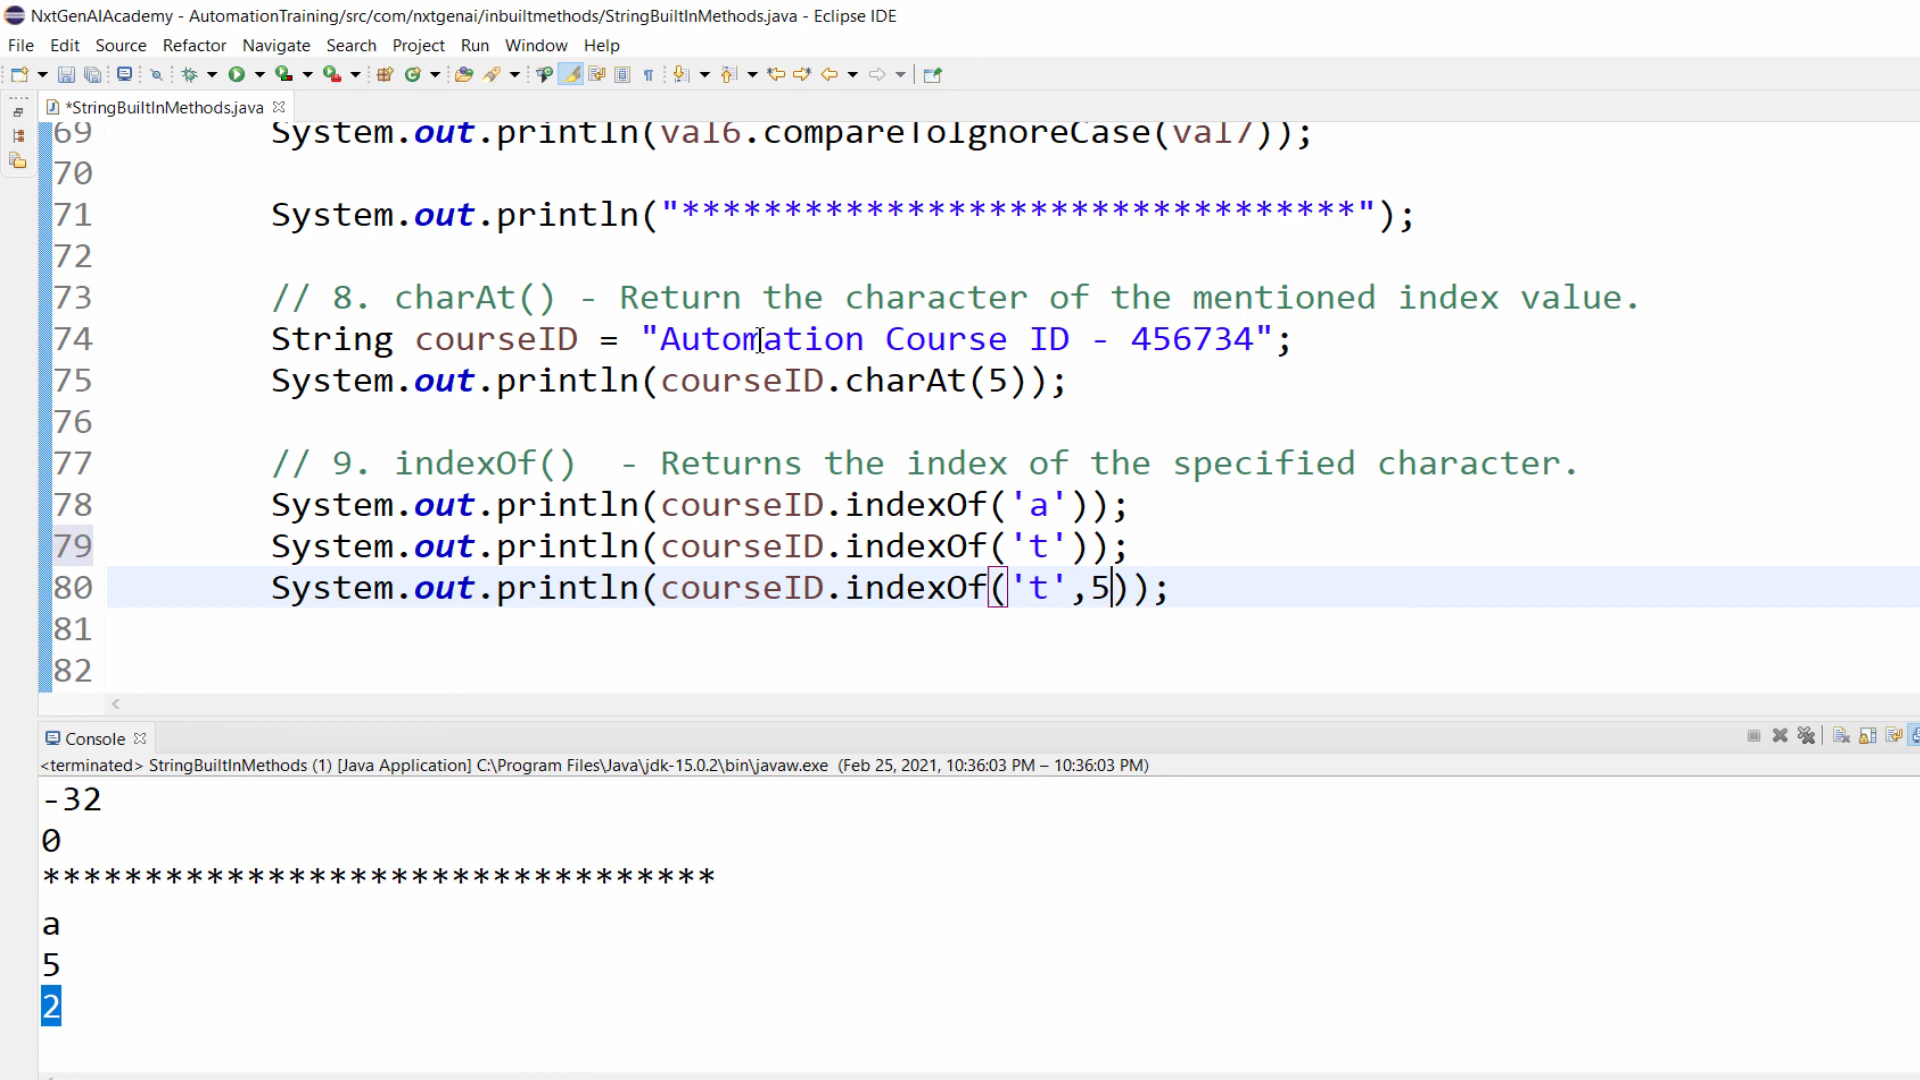 NxtGenAIAcademy - AutomationTraining/src/com/nxtgenai/inbuiltmethods/StringBuiltInMethods.java - Eclipse IDE
File Edit Source Refactor Navigate Search Project Run Window Help
*StringBuiltInMethods.java
69 System.out.println(val6.compareToIgnoreCase(val7));
70
71 System.out.println("*********************************");
72
73 // 8. charAt() - Return the character of the mentioned index value.
74 String courseID = "Automation Course ID - 456734";
75 System.out.println(courseID.charAt(5));
76
77 // 9. indexOf()  - Returns the index of the specified character.
78 System.out.println(courseID.indexOf('a'));
79 System.out.println(courseID.indexOf('t'));
80 System.out.println(courseID.indexOf('t',5));
81
82
Console
<terminated> StringBuiltInMethods (1) [Java Application] C:\Program Files\Java\jdk-15.0.2\bin\javaw.exe (Feb 25, 2021, 10:36:03 PM – 10:36:03 PM)
-32
0
*********************************
a
5
2